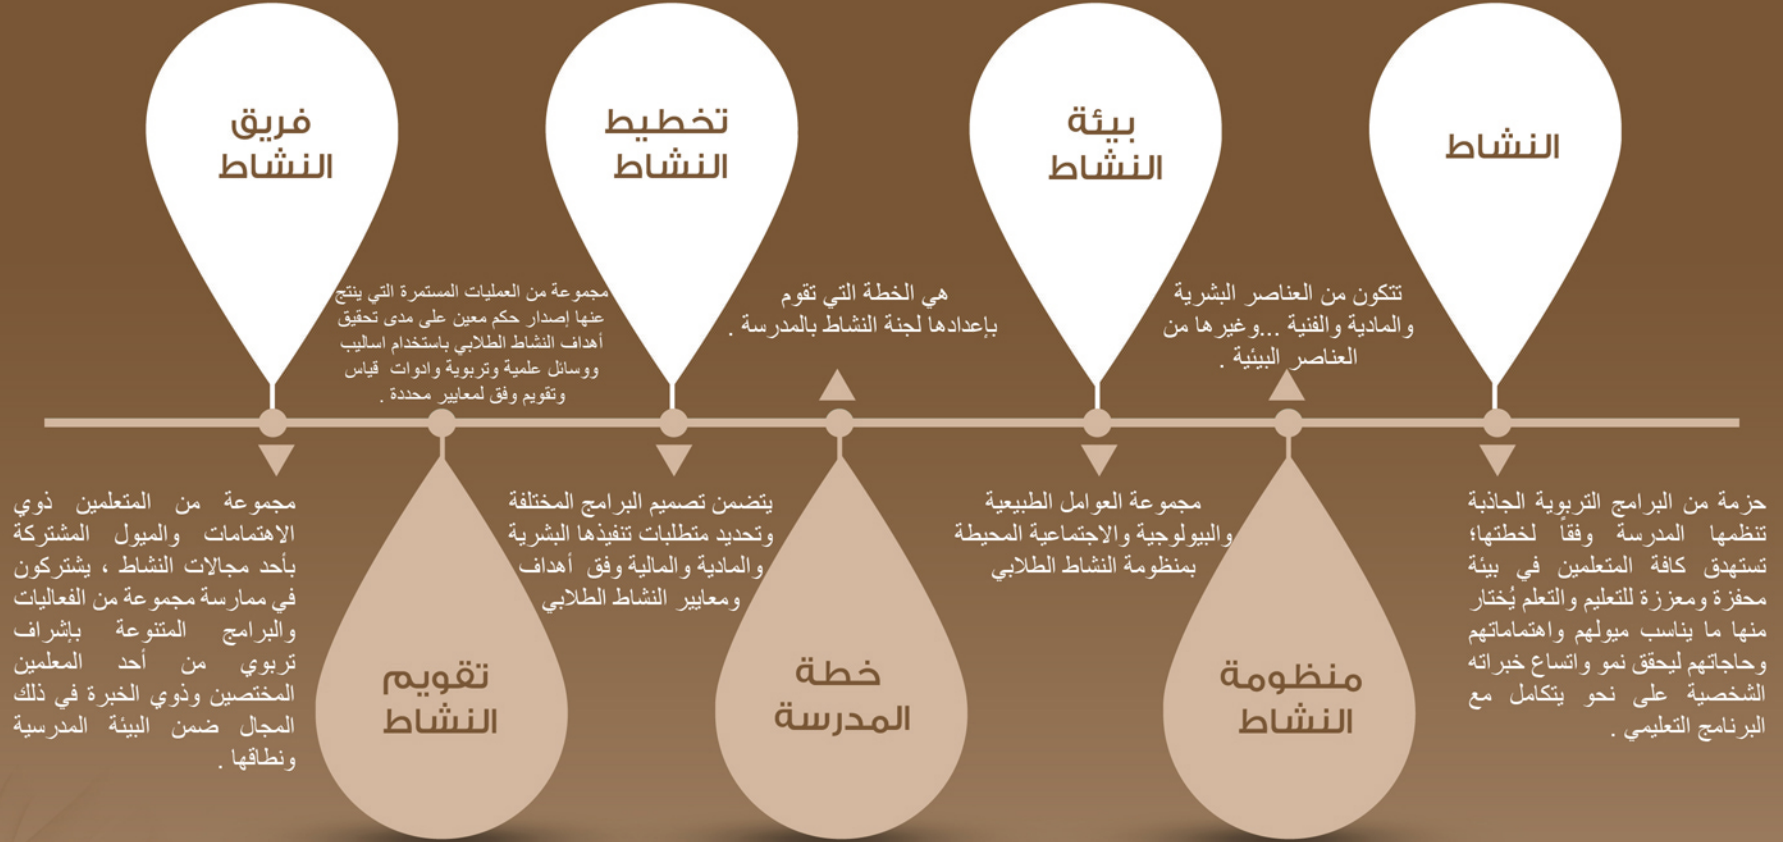 النشاط
حزمة من البرامج التربوية الجاذبة
تنظمها المدرسة وفقاً لخطتها؛
تستهدق كافة المتعلمين في بيئة
محفزة ومعززة للتعليم والتعلم يُختار
منها ما يناسب ميولهم واهتماماتهم
وحاجاتهم ليحقق نمو واتساع خبراته
الشخصية على نحو يتكامل مع
البرنامج التعليمي .
منظومة
النشاط
تتكون من العناصر البشرية
والمادية والفنية ...وغيرها من
العناصر البيئية .
بيئة
النشاط
مجموعة العوامل الطبيعية
والبيولوجية والاجتماعية المحيطة
بمنظومة النشاط الطلابي
خطة
المدرسة
هي الخطة التي تقوم
بإعدادها لجنة النشاط بالمدرسة .
تخطيط
النشاط
يتضمن تصميم البرامج المختلفة
وتحديد متطلبات تنفيذها البشرية
والمادية والمالية وفق أهداف
ومعايير النشاط الطلابي
تقويم
النشاط
مجموعة من العمليات المستمرة التي ينتج
عنها إصدار حكم معين على مدى تحقيق
أهداف النشاط الطلابي باستخدام اساليب
ووسائل علمية وتربوية وادوات قياس
وتقويم وفق لمعايير محددة .
فريق
النشاط
مجموعة من المتعلمين ذوي
الاهتمامات والميول المشتركة
بأحد مجالات النشاط ، يشتركون
في ممارسة مجموعة من الفعاليات
والبرامج المتنوعة بإشراف
تربوي من أحد المعلمين
المختصين وذوي الخبرة في ذلك
المجال ضمن البيئة المدرسية
ونطاقها .